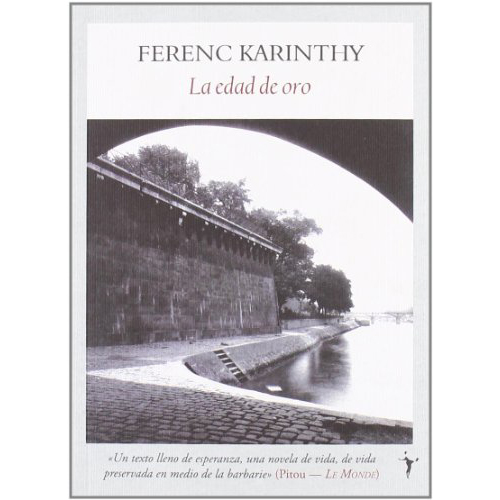 FERENC KARINTHY
La edad de oro
«Un texto lleno de esperanza, una novela de vida, de vida
preservada en medio de la barbarie» (Pitou — LE MONDE)